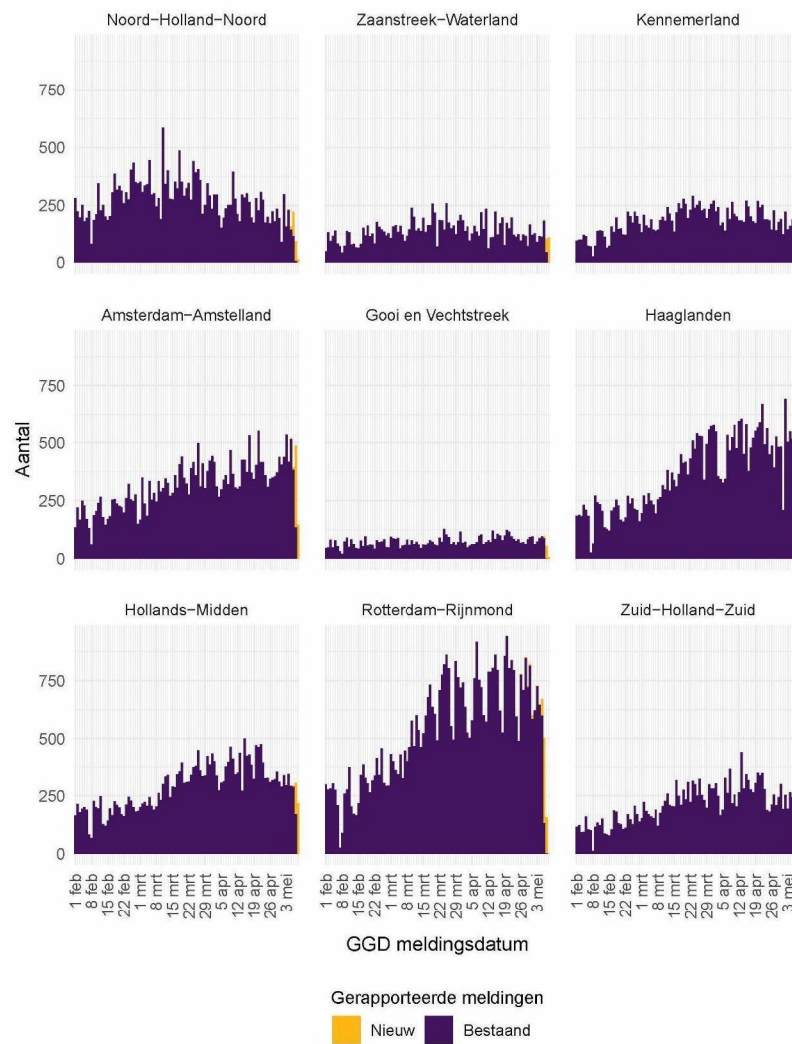 Noord-Holland-Noord
Zaanstreek-Waterland
Kennemerland
750
500
250
0
Amsterdam-Amstelland
Gooi en Vechtstreek
Haaglanden
750
500
250
0
Aantal
Hollands-Midden
Rotterdam-Rijnmond
Zuid-Holland-Zuid
750
500
250
0
1 feb
8 feb
15 feb
22 feb
1 mrt
8 mrt
15 mrt
22 mrt
29 mrt
5 apr
12 apr
19 apr
26 apr
3 mei
1 feb
8 feb
15 feb
22 feb
1 mrt
8 mrt
15 mrt
22 mrt
29 mrt
5 apr
12 apr
19 apr
26 apr
3 mei
1 feb
8 feb
15 feb
22 feb
1 mrt
8 mrt
15 mrt
22 mrt
29 mrt
5 apr
12 apr
19 apr
26 apr
3 mei
GGD meldingsdatum
Gerapporteerde meldingen
Nieuw Bestaand